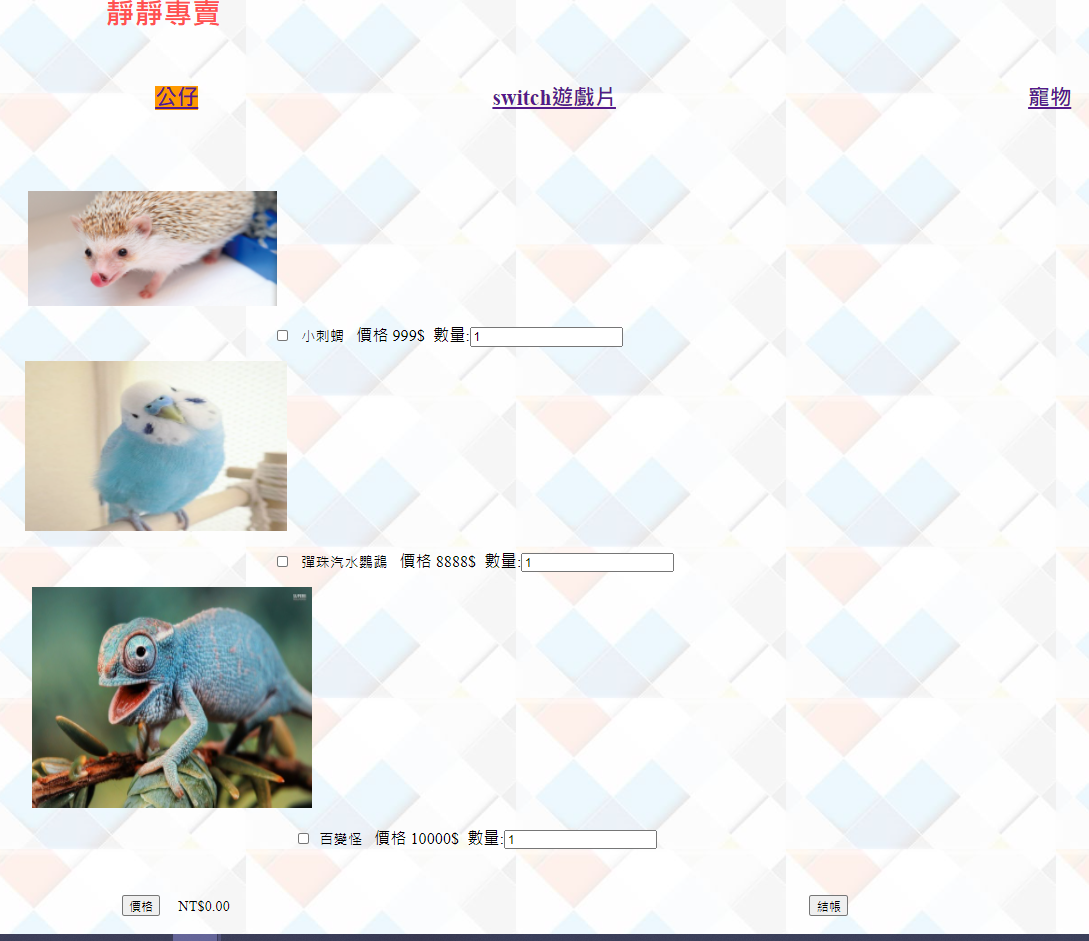 靜靜專賣
公仔 switch遊戲片 寵物
小刺蝟 價格 999$ 數量:1
彈珠汽水鸚鵡 價格 8888$ 數量:1
百變怪 價格 10000$ 數量:1
價格 NT$0.00 結帳